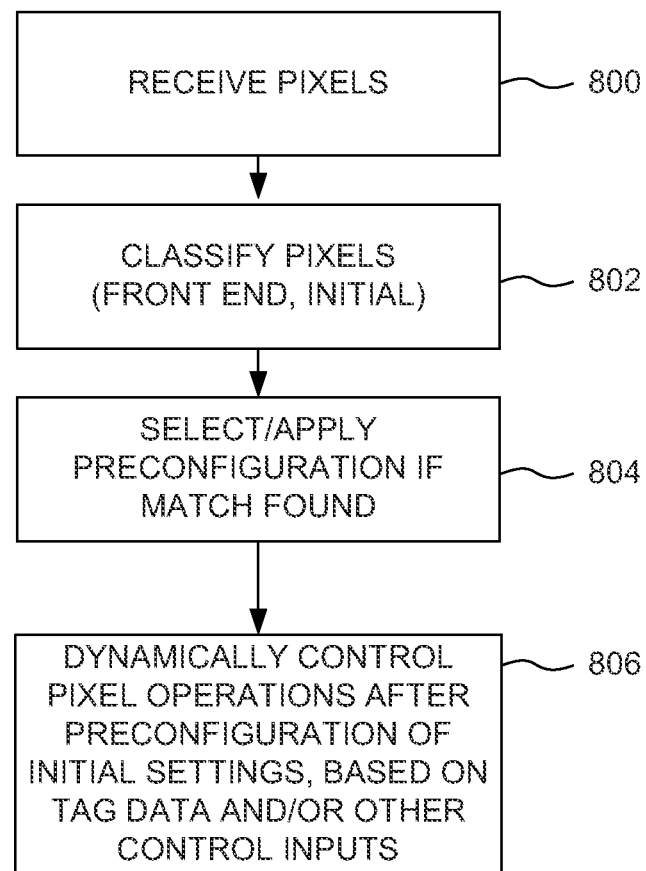 RECEIVE PIXELS
800
CLASSIFY PIXELS
(FRONT END, INITIAL)
802
SELECT/APPLY
PRECONFIGURATION IF
MATCH FOUND
804
DYNAMICALLY CONTROL
PIXEL OPERATIONS AFTER
PRECONFIGURATION OF
INITIAL SETTINGS, BASED ON
TAG DATA AND/OR OTHER
CONTROL INPUTS
806